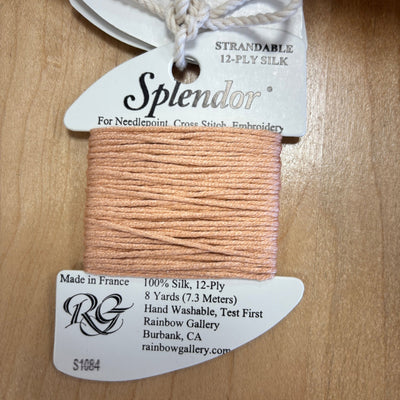 STRANDABLE
12-PLY SILK
Splendor®
For Needlepoint, Cross Stitch, Embroidery
Made in France
100% Silk, 12-Ply
8 Yards (7.3 Meters)
Hand Washable, Test First
RG
Rainbow Gallery
Burbank, CA
rainbowgallery.com
S1084